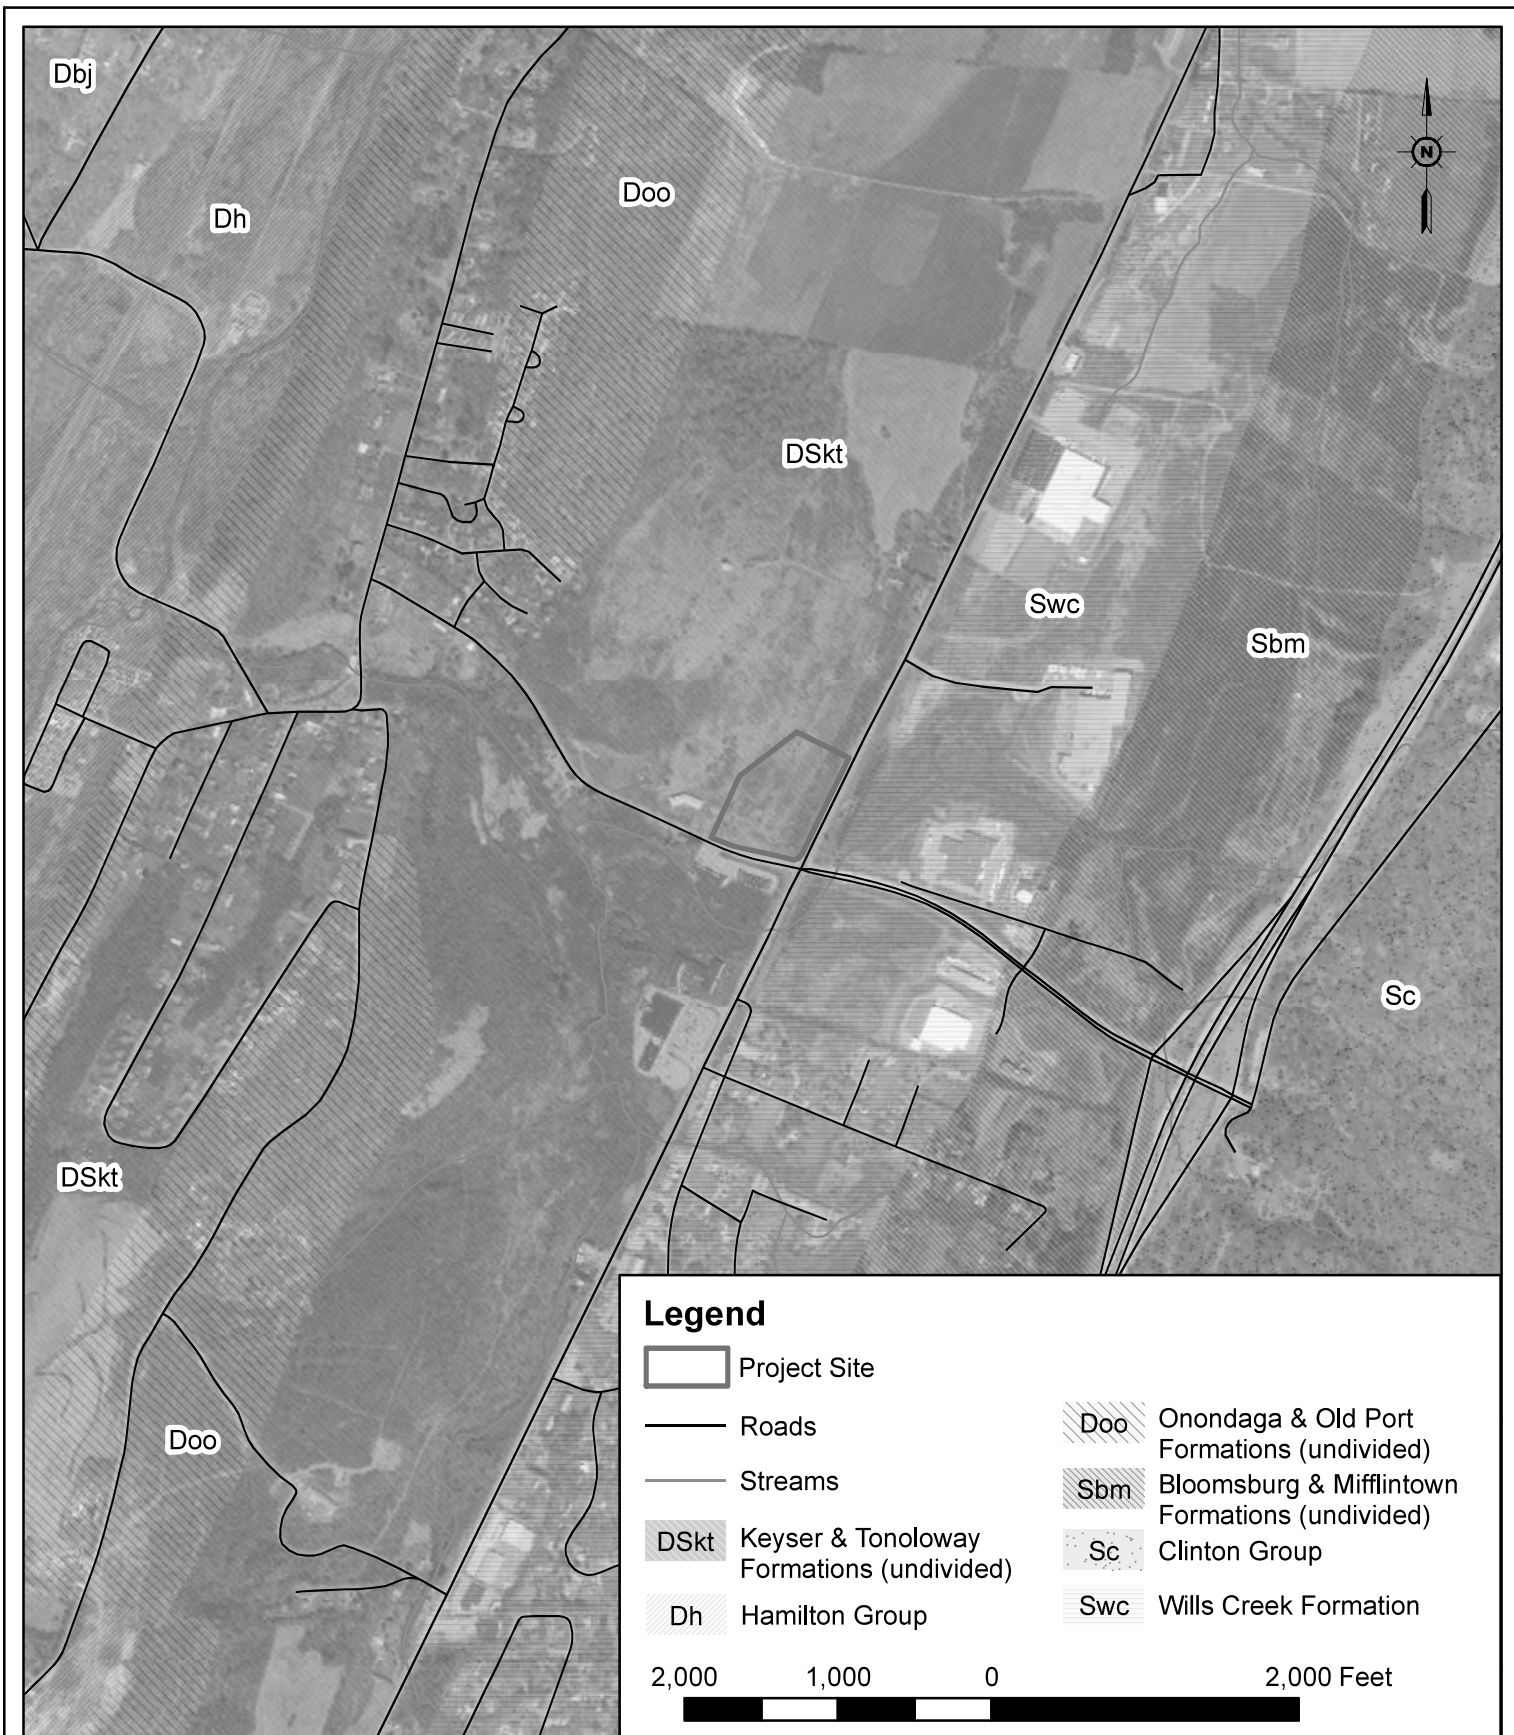 Dbj
N
Doo
Dh
DSkt
Swc
Sbm
Sc
DSkt
Doo
Legend
Project Site
Roads
Streams
DSkt Keyser & Tonoloway
Formations (undivided)
Dh Hamilton Group
Doo Onondaga & Old Port
Formations (undivided)
Sbm Bloomsburg & Mifflintown
Formations (undivided)
Sc Clinton Group
Swc Wills Creek Formation
2,000 1,000 0 2,000 Feet